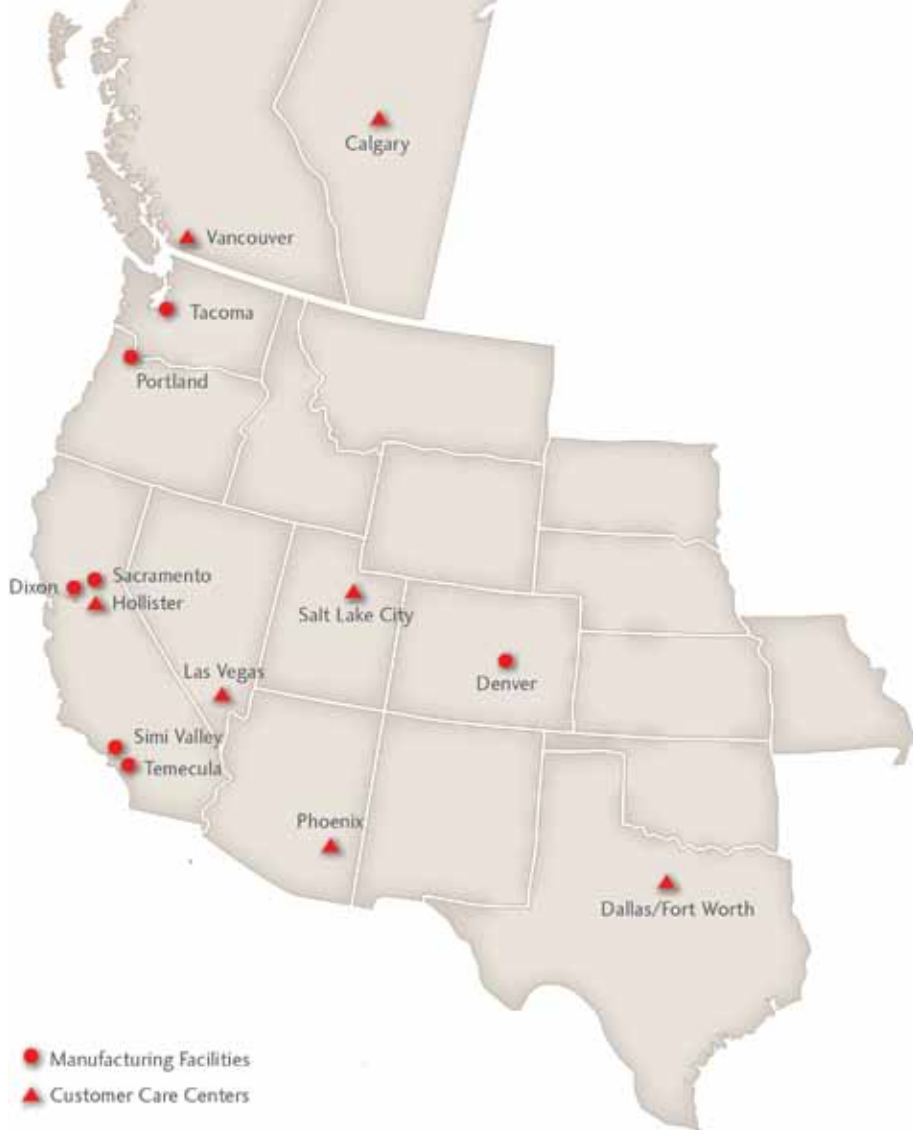 Calgary
Vancouver
Tacoma
Portland
Dixon
Sacramento
Hollister
Salt Lake City
Las Vegas
Denver
Simi Valley
Temecula
Phoenix
Dallas/Fort Worth
Manufacturing Facilities
Customer Care Centers